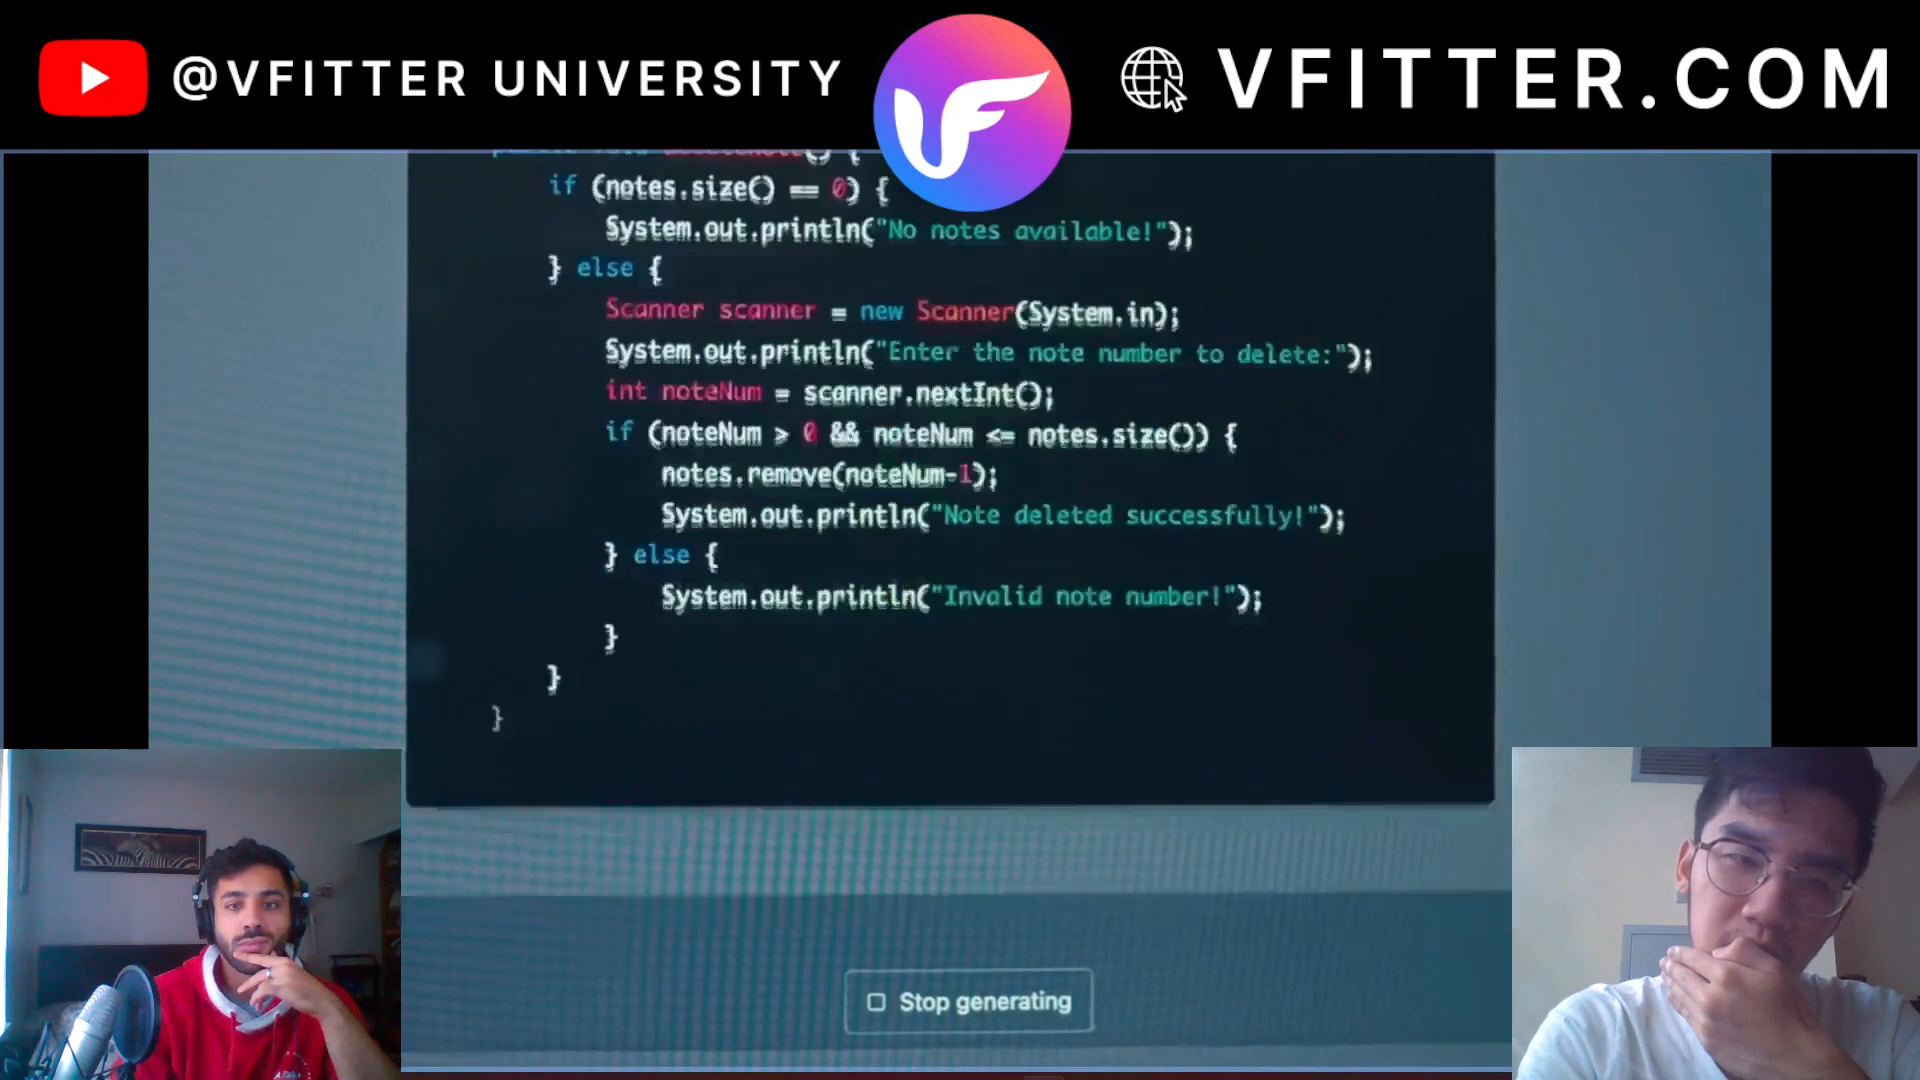 @VFITTER UNIVERSITY
VFITTER.COM
if (notes.size() == 0) {
System.out.println("No notes available!");
} else {
Scanner scanner = new Scanner(System.in);
System.out.println("Enter the note number to delete:");
int noteNum = scanner.nextInt();
if (noteNum > 0 && noteNum <= notes.size()) {
notes.remove(noteNum-1);
System.out.println("Note deleted successfully!");
} else {
System.out.println("Invalid note number!");
}
}
}
Stop generating